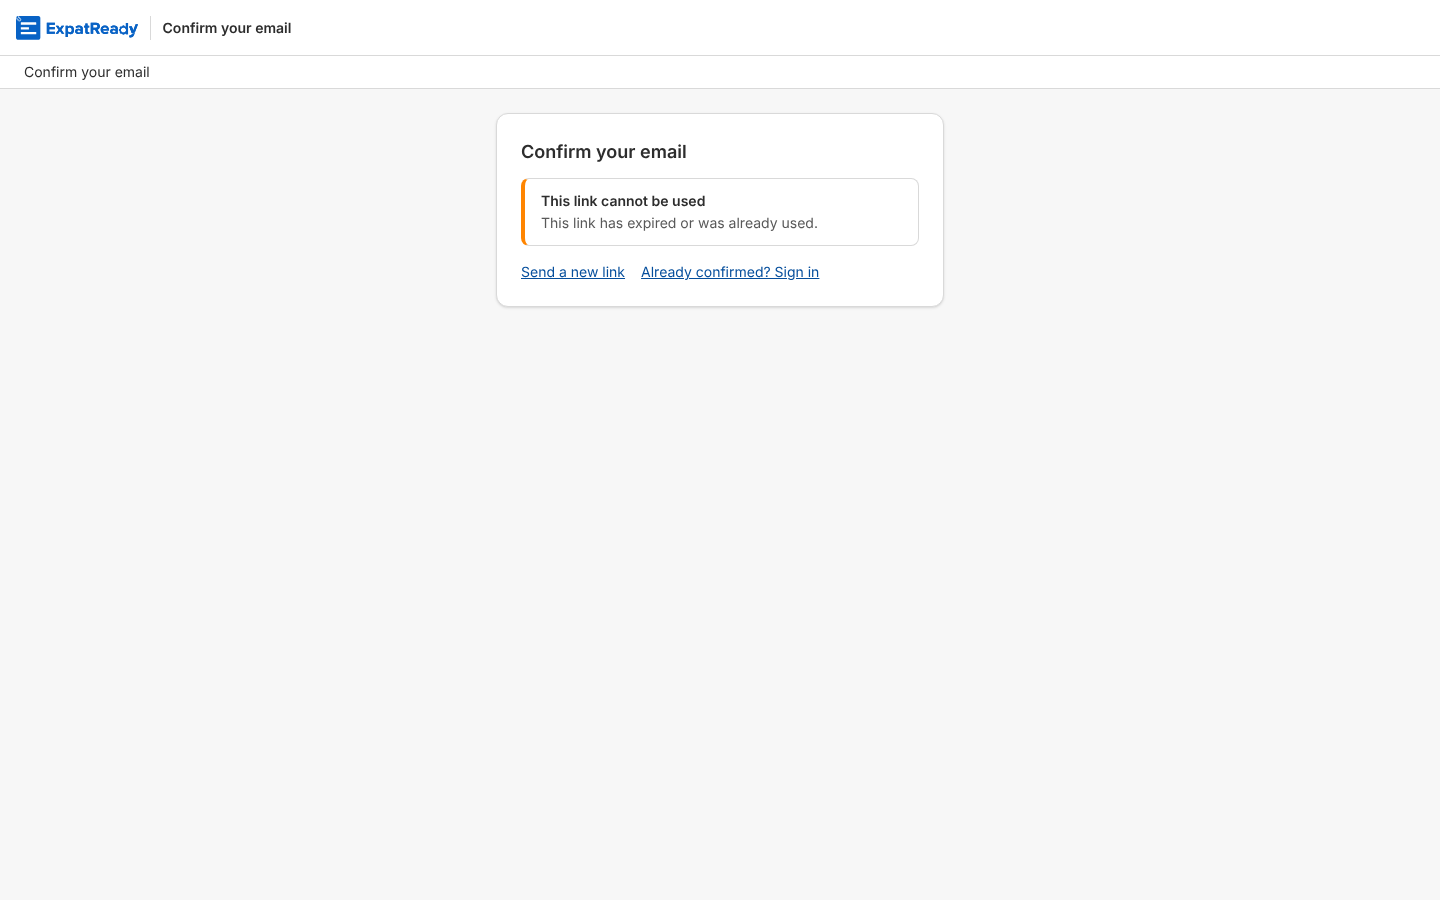 ExpatReady
Confirm your email
Confirm your email
Confirm your email
This link cannot be used
This link has expired or was already used.
Send a new link
Already confirmed? Sign in